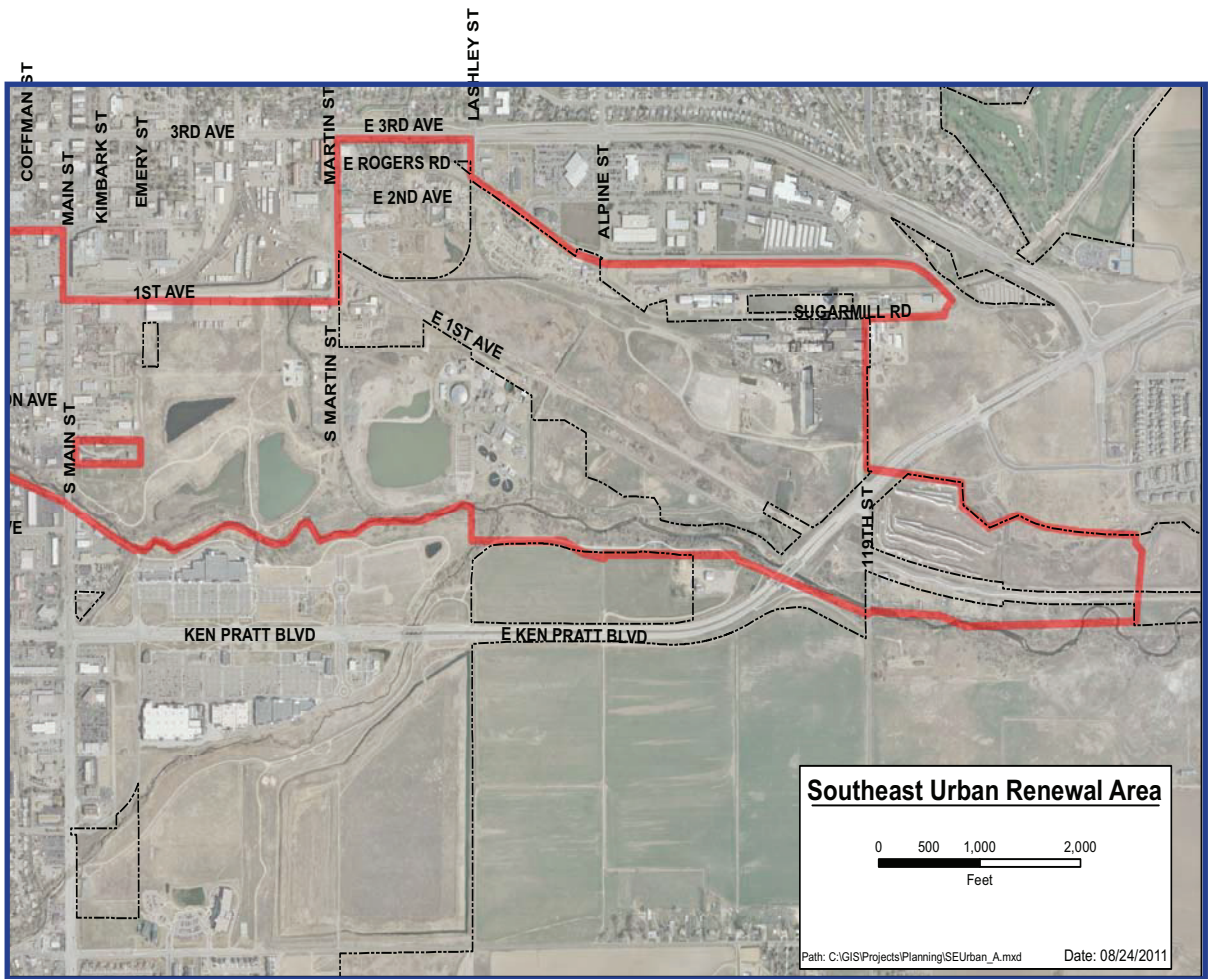 LASHLEY ST
COFFMAN ST
MAIN ST
KIMBARK ST
EMERY ST
3RD AVE
MARTIN ST
E 3RD AVE
E ROGERS RD
E 2ND AVE
ALPINE ST
1ST AVE
SUGARMILL RD
E 1ST AVE
S MARTIN ST
ON AVE
S MAIN ST
VE
119TH ST
KEN PRATT BLVD
E KEN PRATT BLVD
Southeast Urban Renewal Area
0 500 1,000 2,000
Feet
Path: C:\GIS\Projects\Planning\SEUrban_A.mxd
Date: 08/24/2011